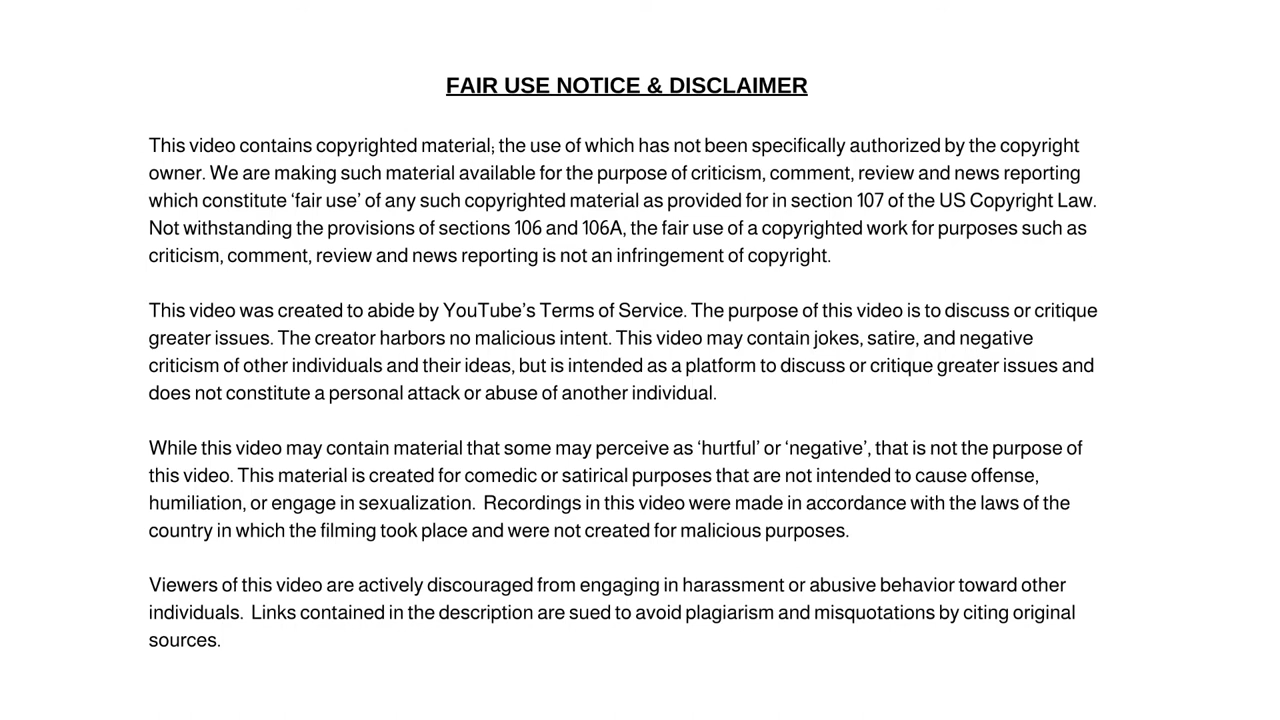 FAIR USE NOTICE & DISCLAIMER
This video contains copyrighted material; the use of which has not been specifically authorized by the copyright
owner. We are making such material available for the purpose of criticism, comment, review and news reporting
which constitute ‘fair use’ of any such copyrighted material as provided for in section 107 of the US Copyright Law.
Not withstanding the provisions of sections 106 and 106A, the fair use of a copyrighted work for purposes such as
criticism, comment, review and news reporting is not an infringement of copyright.
This video was created to abide by YouTube’s Terms of Service. The purpose of this video is to discuss or critique
greater issues. The creator harbors no malicious intent. This video may contain jokes, satire, and negative
criticism of other individuals and their ideas, but is intended as a platform to discuss or critique greater issues and
does not constitute a personal attack or abuse of another individual.
While this video may contain material that some may perceive as ‘hurtful’ or ‘negative’, that is not the purpose of
this video. This material is created for comedic or satirical purposes that are not intended to cause offense,
humiliation, or engage in sexualization. Recordings in this video were made in accordance with the laws of the
country in which the filming took place and were not created for malicious purposes.
Viewers of this video are actively discouraged from engaging in harassment or abusive behavior toward other
individuals. Links contained in the description are sued to avoid plagiarism and misquotations by citing original
sources.